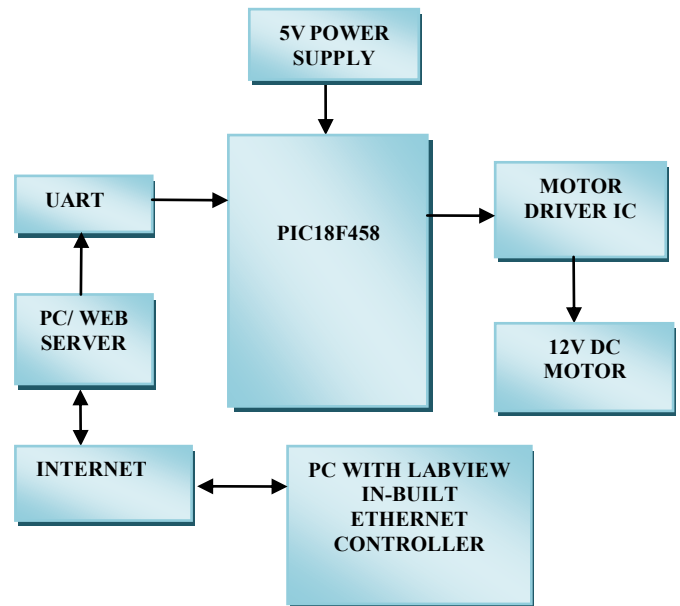 5V POWER
SUPPLY
UART
PIC18F458
MOTOR
DRIVER IC
PC/ WEB
SERVER
12V DC
MOTOR
INTERNET
PC WITH LABVIEW
IN-BUILT
ETHERNET
CONTROLLER